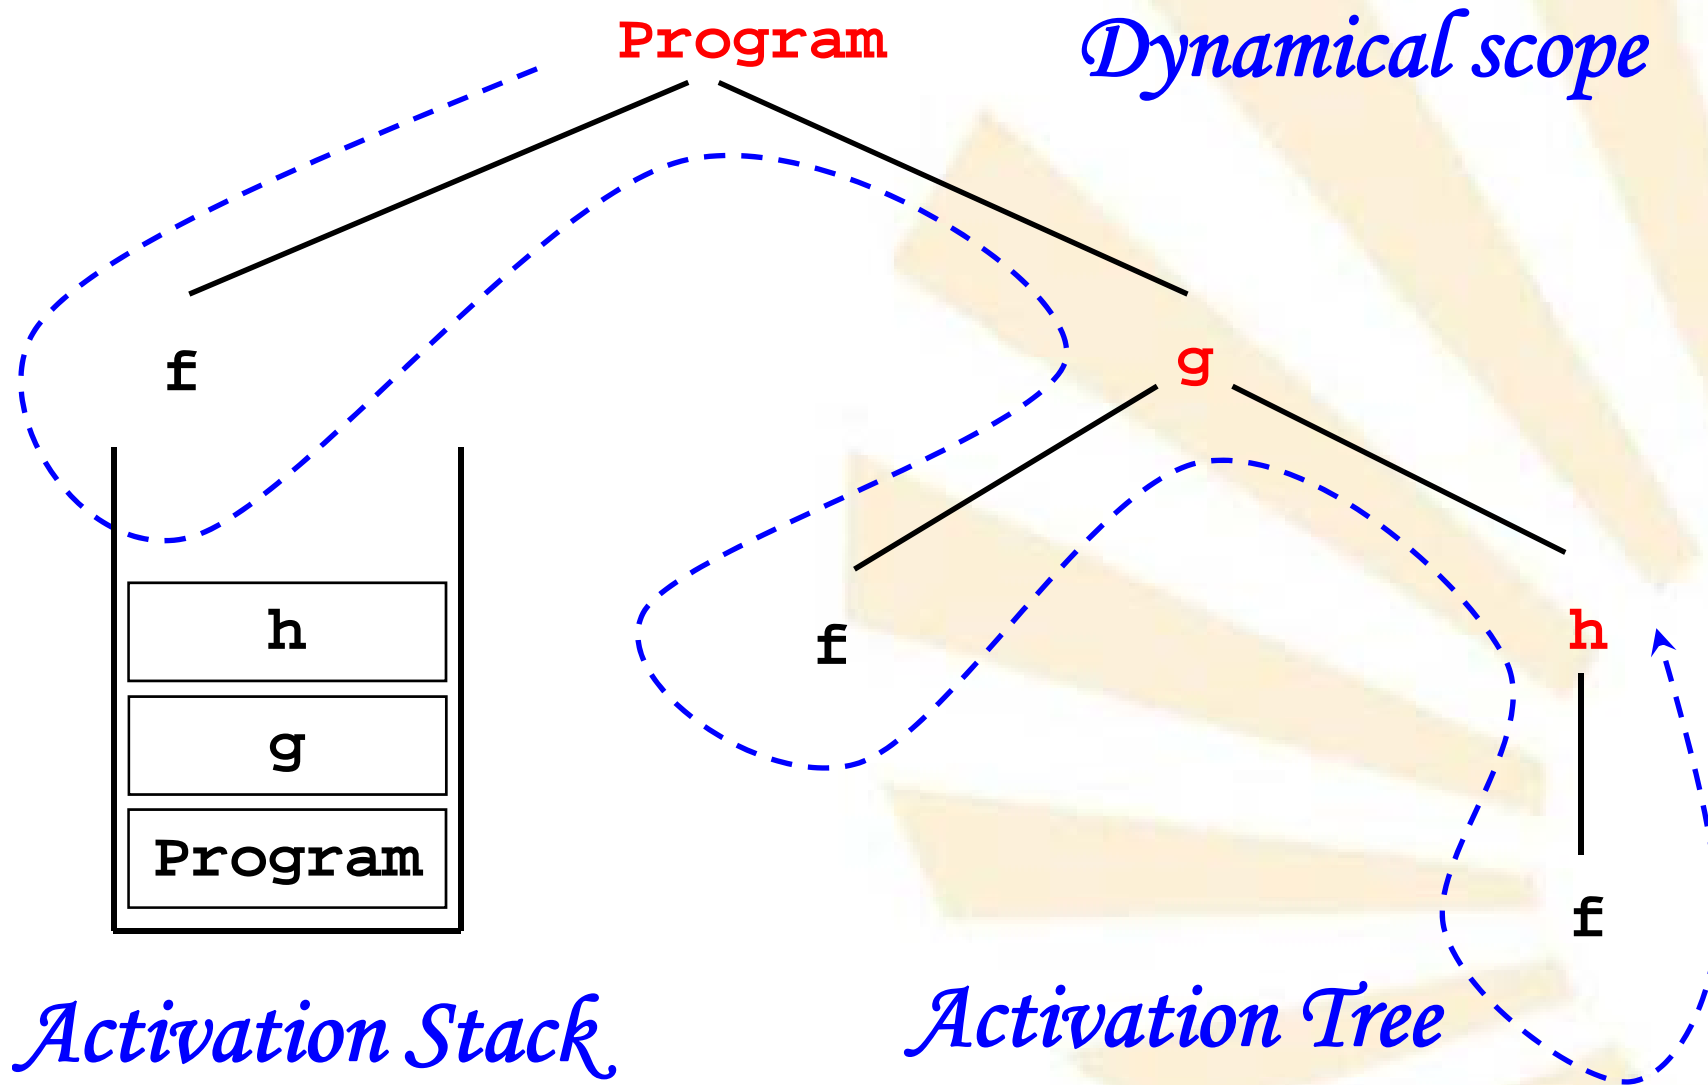 Program
Dynamical scope
f
g
f
h
h
g
Program
f
Activation Stack
Activation Tree